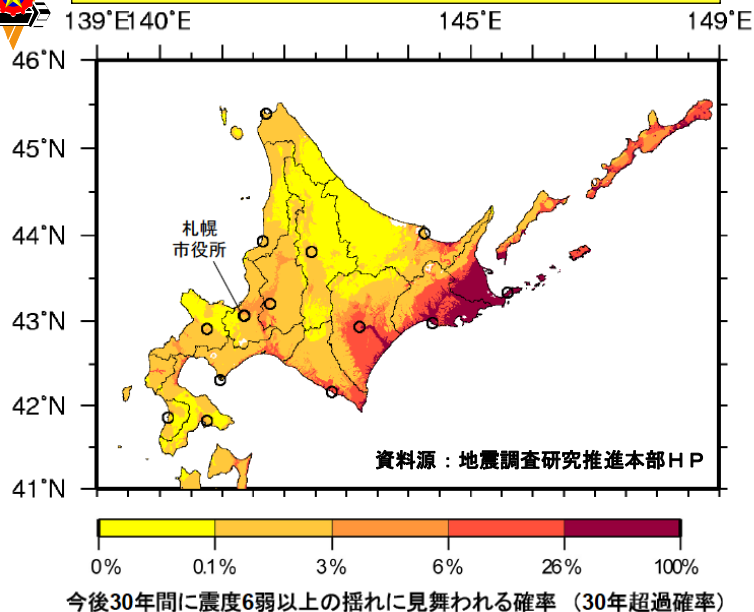 139˚E140˚E 145˚E 149˚E
46˚N
45˚N
44˚N
43˚N
42˚N
41˚N
札幌
市役所
資料源：地震調査研究推進本部ＨＰ
0% 0.1% 3% 6% 26% 100%
今後30年間に震度6弱以上の揺れに見舞われる確率 （30年超過確率）